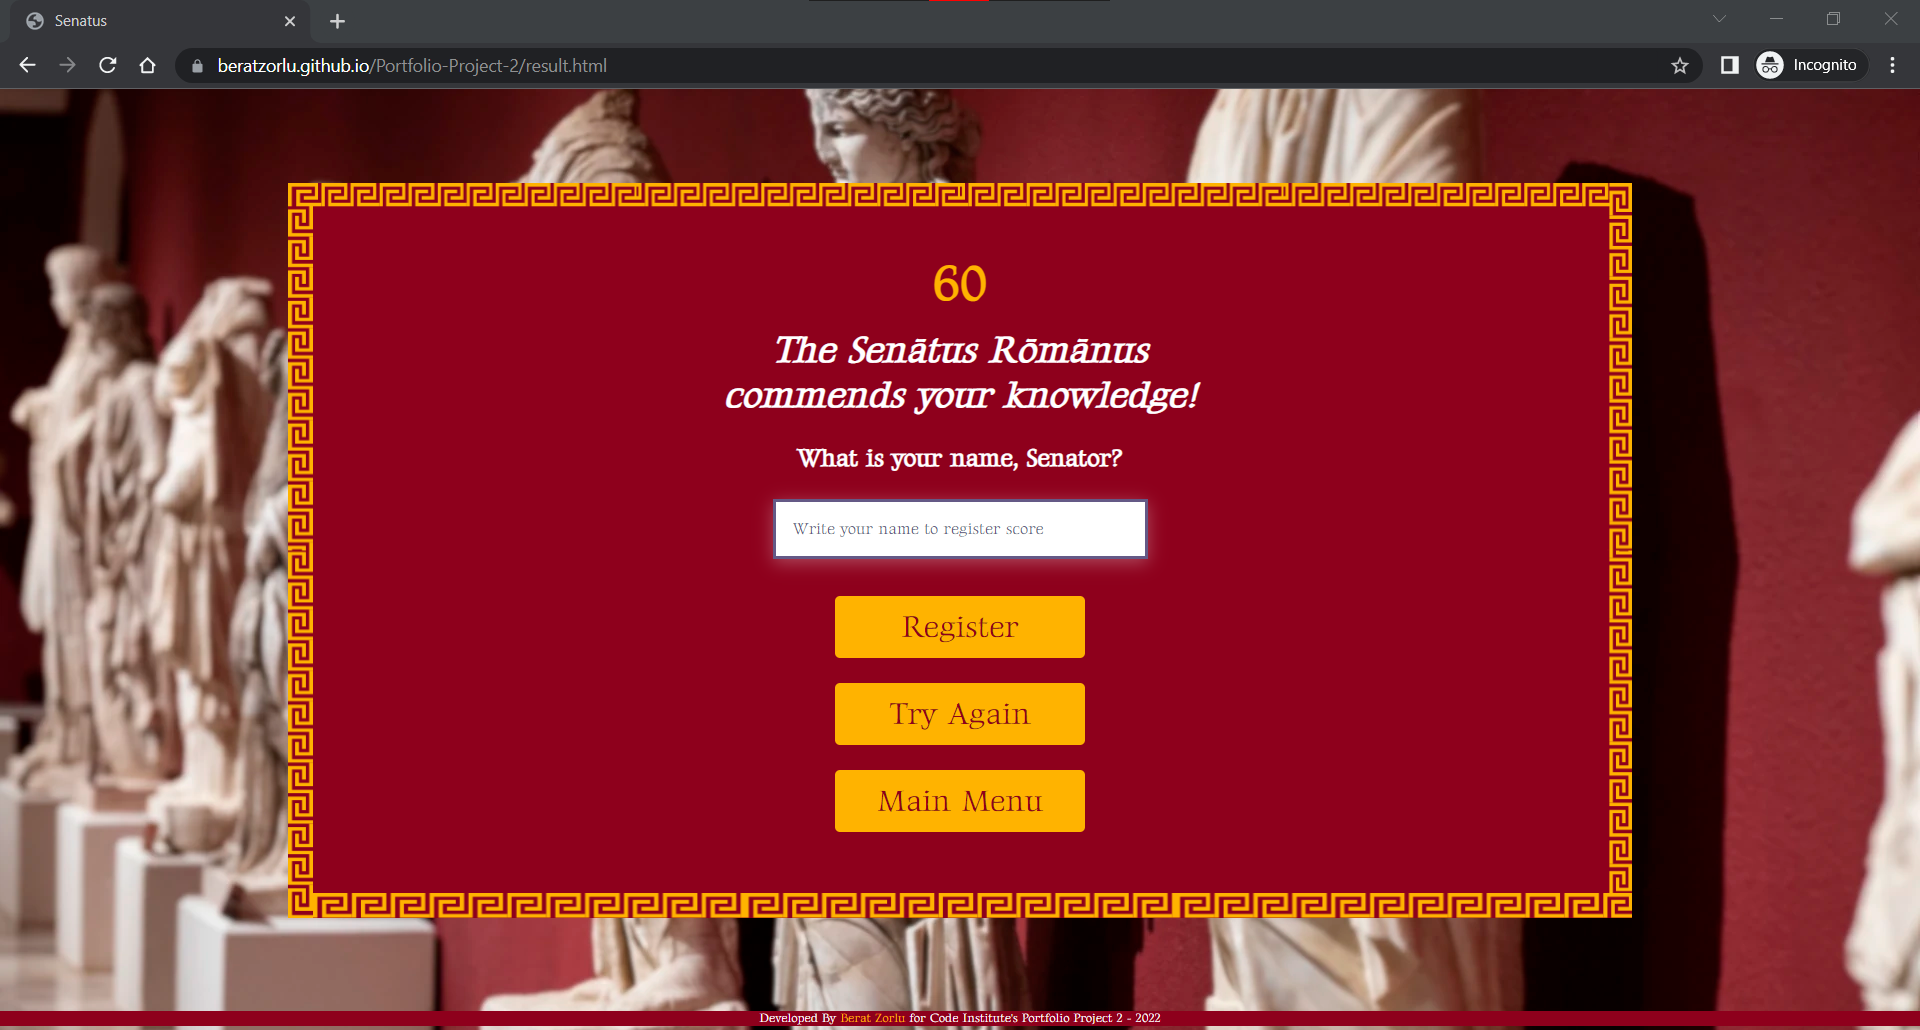 Senatus
beratzorlu.github.io/Portfolio-Project-2/result.html
Incognito
60
The Senātus Rōmānus
commends your knowledge!
What is your name, Senator?
Write your name to register score
Register
Try Again
Main Menu
Developed By Berat Zorlu for Code Institute's Portfolio Project 2 - 2022